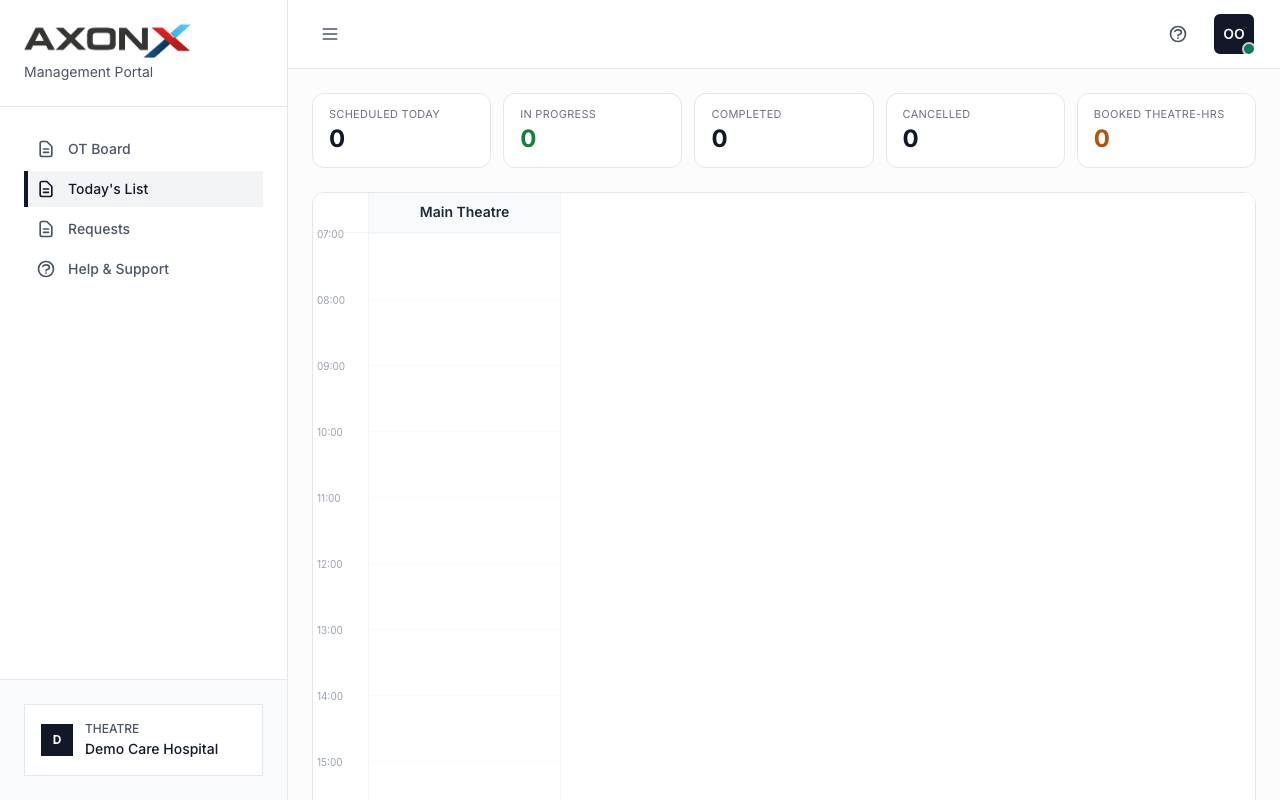 AXONX
Management Portal
OO
OT Board
Today's List
Requests
Help & Support
SCHEDULED TODAY
0
IN PROGRESS
0
COMPLETED
0
CANCELLED
0
BOOKED THEATRE-HRS
0
Main Theatre
07:00
08:00
09:00
10:00
11:00
12:00
13:00
14:00
15:00
D
THEATRE
Demo Care Hospital